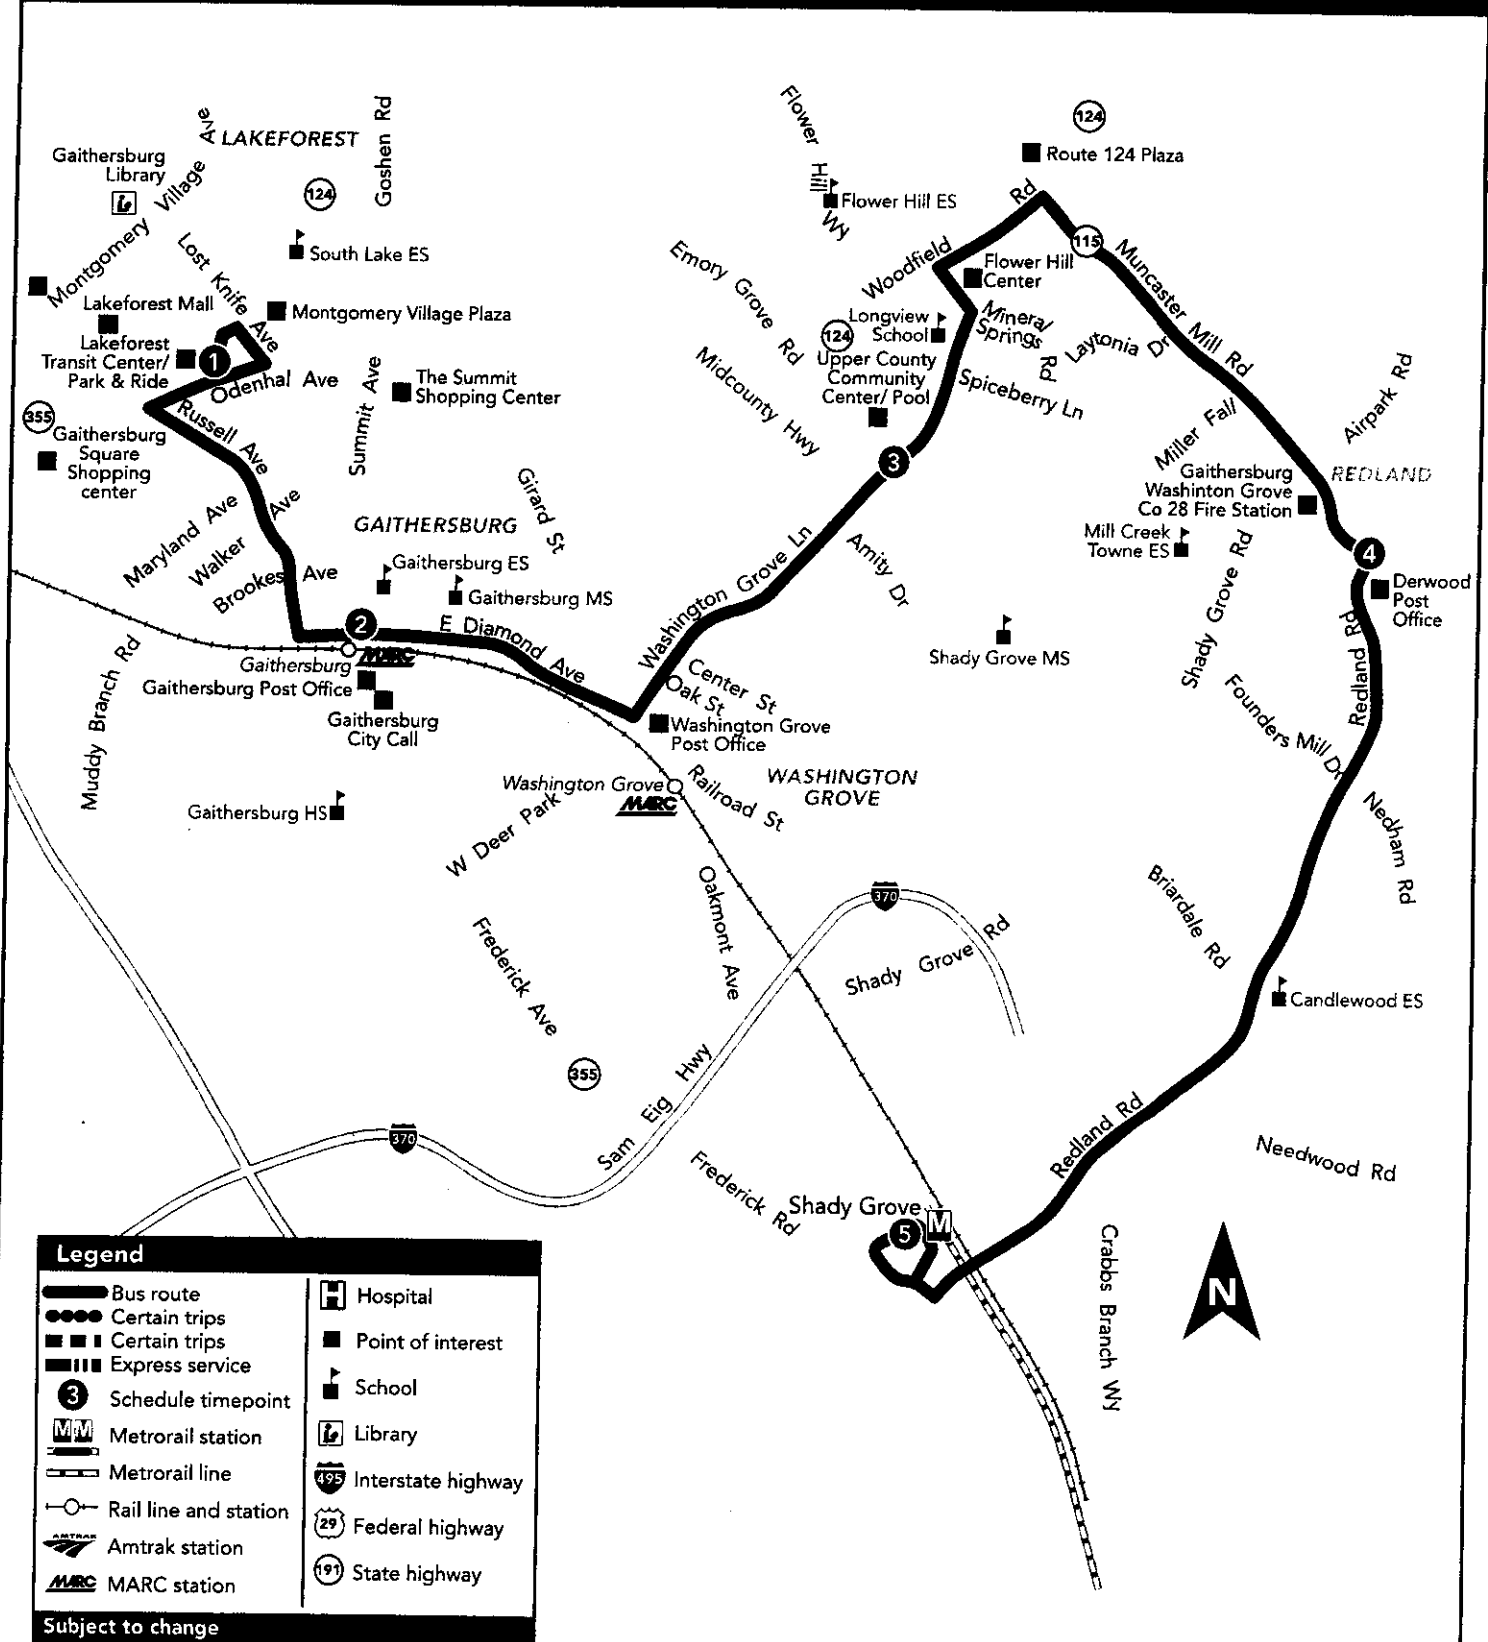 LAKEFOREST
Gaithersburg
Library
Montgomery Village Ave
Goshen Rd
124
South Lake ES
Lost Knife Ave
Lakeforest Mall
Montgomery Village Plaza
Lakeforest
Transit Center/
Park & Ride
1
Odenhal Ave
355
Russell Ave
Summit Ave
The Summit
Shopping Center
Gaithersburg
Square
Shopping
center
Maryland Ave
Walker Ave
Brookes Ave
GAITHERSBURG
Girard St
Gaithersburg ES
Gaithersburg MS
2
E Diamond Ave
Gaithersburg
MARC
Gaithersburg Post Office
Gaithersburg
City Call
Muddy Branch Rd
Gaithersburg HS
Flower Hill Wy
Flower Hill ES
124
Route 124 Plaza
Woodfield Rd
115
Muncaster Mill Rd
Flower Hill
Center
Emory Grove Rd
Longview
School
124
Mineral
Springs
Rd
Laytonia Dr
Upper County
Community
Center/ Pool
Midcounty Hwy
Spiceberry Ln
3
Miller Fall
Airpark Rd
REDLAND
Gaithersburg
Washinton Grove
Co 28 Fire Station
Mill Creek
Towne ES
Shady Grove Rd
4
Derwood
Post
Office
Washington Grove Ln
Amity Dr
Shady Grove MS
Redland Rd
Founders Mill Dr
Center St
Oak St
Washington Grove
Post Office
Washington Grove
MARC
Railroad St
WASHINGTON
GROVE
W Deer Park
Oakmont Ave
370
Shady Grove Rd
Nedham Rd
Briardale Rd
Candlewood ES
Frederick Ave
355
Sam Eig Hwy
370
Frederick Rd
Redland Rd
Needwood Rd
Shady Grove
5
M
Crabbs Branch Wy
N
Legend
Bus route
Certain trips
Certain trips
Express service
3
Schedule timepoint
MM
Metrorail station
Metrorail line
Rail line and station
AMTRAK
Amtrak station
MARC
MARC station
H
Hospital
Point of interest
School
Library
495
Interstate highway
29
Federal highway
191
State highway
Subject to change